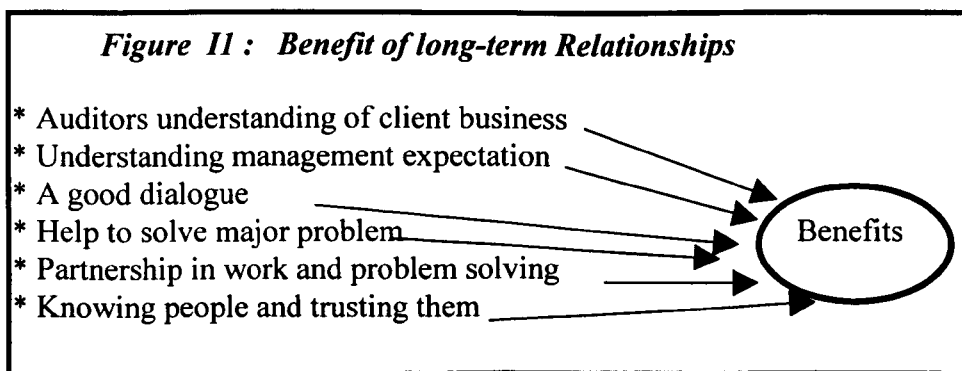 Figure I1 : Benefit of long-term Relationships
* Auditors understanding of client business
* Understanding management expectation
* A good dialogue
* Help to solve major problem
* Partnership in work and problem solving
* Knowing people and trusting them
Benefits